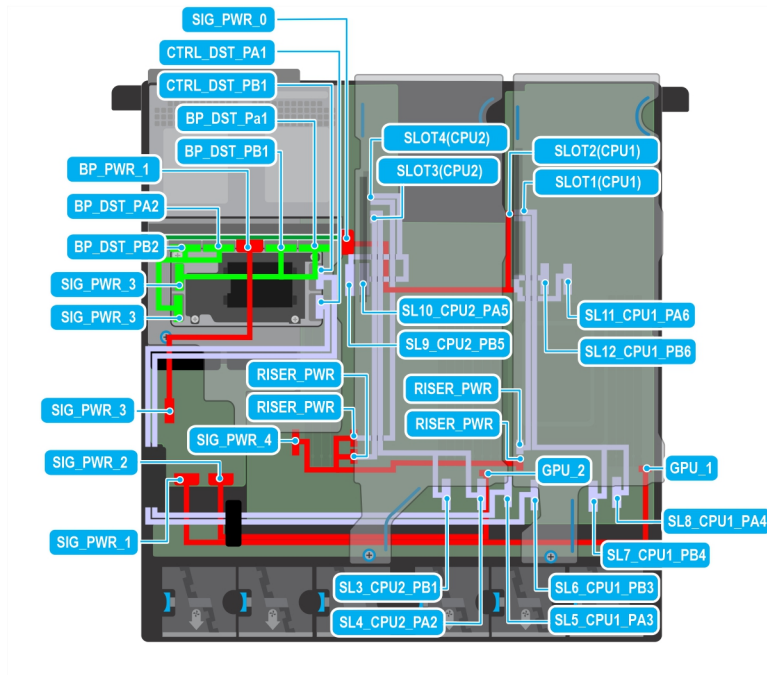 SIG_PWR_0
CTRL_DST_PA1
CTRL_DST_PB1
BP_DST_Pa1
SLOT4(CPU2)
SLOT2(CPU1)
BP_DST_PB1
BP_PWR_1
SLOT3(CPU2)
SLOT1(CPU1)
BP_DST_PA2
BP_DST_PB2
SIG_PWR_3
SL10_CPU2_PA5
SL11_CPU1_PA6
SIG_PWR_3
SL9_CPU2_PB5
SL12_CPU1_PB6
RISER_PWR
RISER_PWR
SIG_PWR_3
RISER_PWR
RISER_PWR
SIG_PWR_4
SIG_PWR_2
GPU_2
GPU_1
SL8_CPU1_PA4
SIG_PWR_1
SL7_CPU1_PB4
SL3_CPU2_PB1
SL6_CPU1_PB3
SL4_CPU2_PA2
SL5_CPU1_PA3